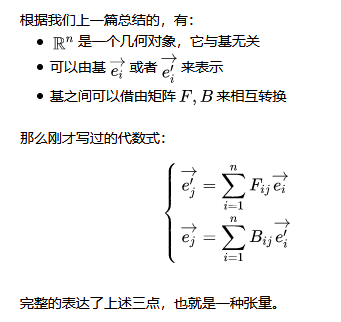 根据我们上一篇总结的，有：
• $\mathbb{R}^n$ 是一个几何对象，它与基无关
• 可以由基 $\overrightarrow{e_i}$ 或者 $\overrightarrow{e'_i}$ 来表示
• 基之间可以借由矩阵 $F, B$ 来相互转换
那么刚才写过的代数式：
$\begin{cases} \overrightarrow{e'_j} = \sum_{i=1}^{n} F_{ij} \overrightarrow{e_i} \\ \overrightarrow{e_j} = \sum_{i=1}^{n} B_{ij} \overrightarrow{e'_i} \end{cases}$
完整的表达了上述三点，也就是一种张量。